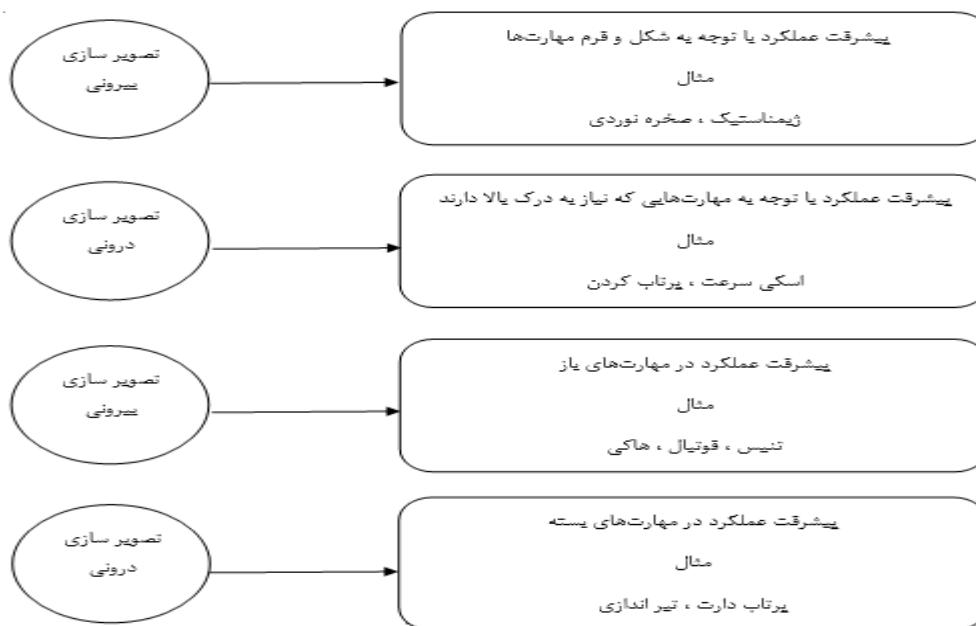 تصویر سازی
بیرونی
پیشرفت عملکرد با توجه به شکل و فرم مهارت‌ها
مثال
ژیمناستیک ، صخره نوردی
تصویر سازی
درونی
پیشرفت عملکرد با توجه به مهارت‌هایی که نیاز به درک بالا دارند
مثال
اسکی سرعت ، پرتاب کردن
تصویر سازی
بیرونی
پیشرفت عملکرد در مهارت‌های باز
مثال
تنیس ، فوتبال ، هاکی
تصویر سازی
درونی
پیشرفت عملکرد در مهارت‌های بسته
مثال
پرتاب دارت ، تیر اندازی